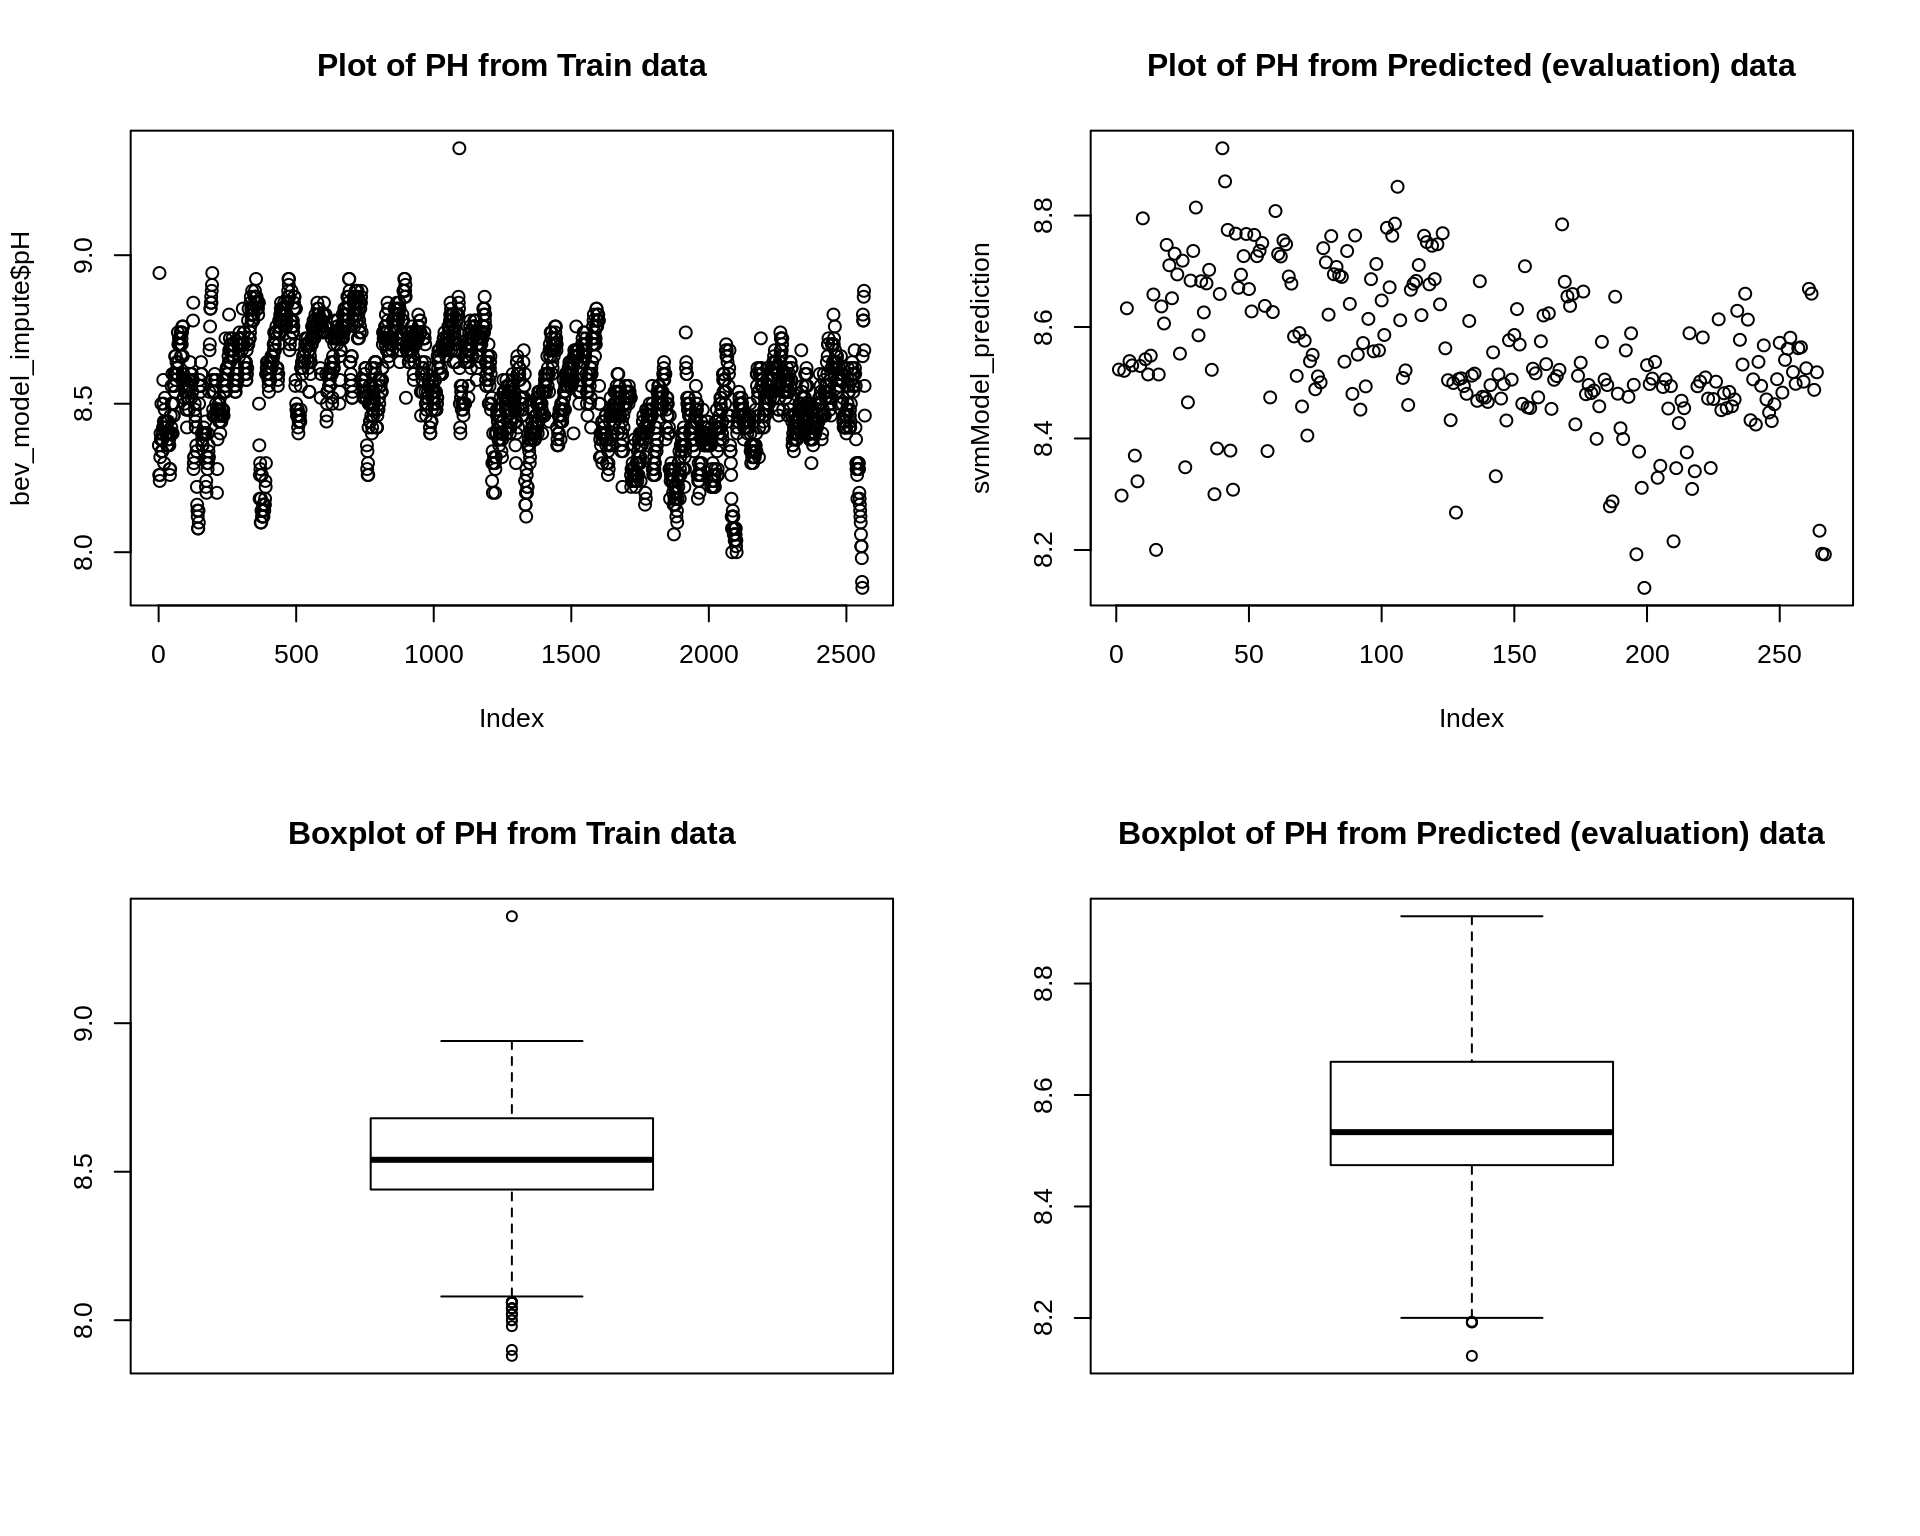 Plot of PH from Train data
bev_model_impute$pH
9.0
8.5
8.0
0 500 1000 1500 2000 2500
Index
Plot of PH from Predicted (evaluation) data
svmModel_prediction
8.8
8.6
8.4
8.2
0 50 100 150 200 250
Index
Boxplot of PH from Train data
9.0
8.5
8.0
Boxplot of PH from Predicted (evaluation) data
8.8
8.6
8.4
8.2